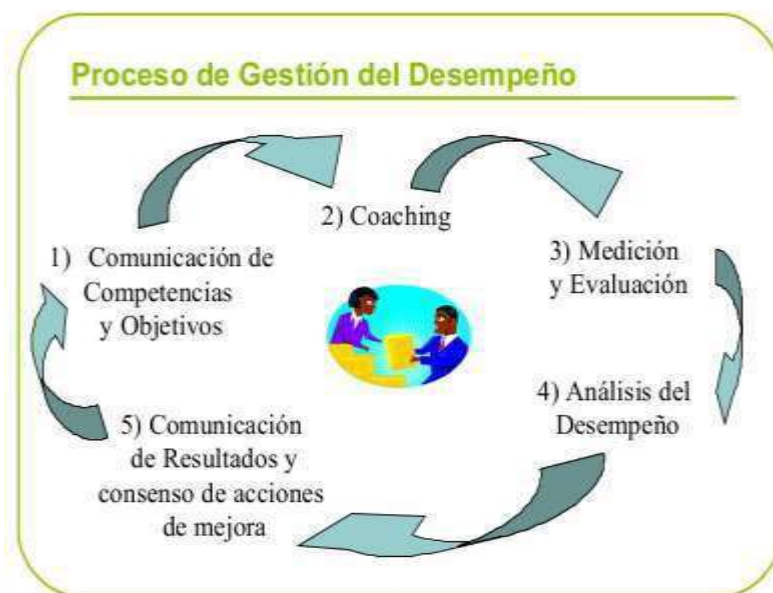 Proceso de Gestión del Desempeño
1) Comunicación de
Competencias
y Objetivos
2) Coaching
3) Medición
y Evaluación
4) Análisis del
Desempeño
5) Comunicación
de Resultados y
consenso de acciones
de mejora